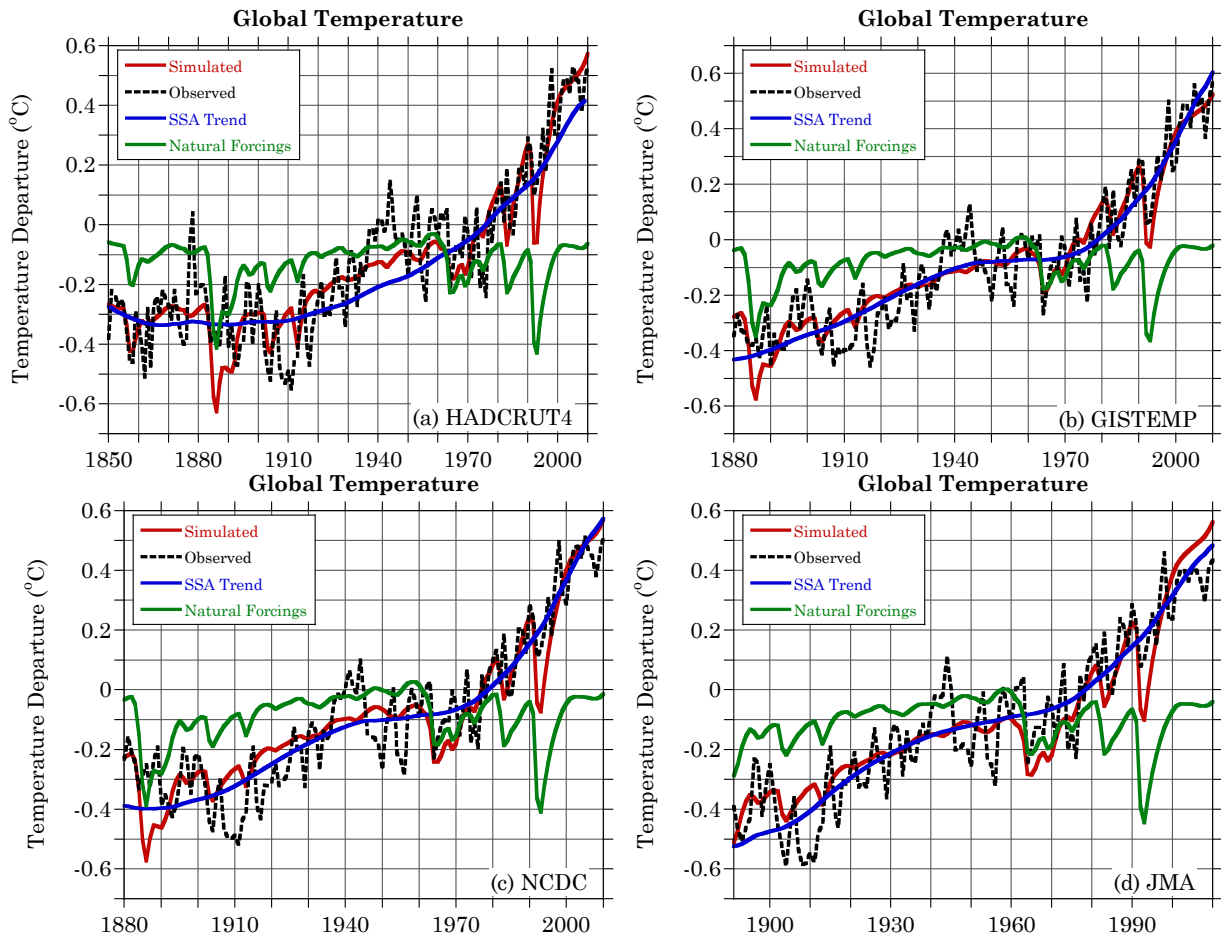 Global Temperature
Temperature Departure (°C)
0.6
0.4
0.2
0
-0.2
-0.4
-0.6
Simulated
Observed
SSA Trend
Natural Forcings
(a) HADCRUT4
1850
1880
1910
1940
1970
2000
Global Temperature
Temperature Departure (°C)
0.6
0.4
0.2
0
-0.2
-0.4
-0.6
Simulated
Observed
SSA Trend
Natural Forcings
(b) GISTEMP
1880
1910
1940
1970
2000
Global Temperature
Temperature Departure (°C)
0.6
0.4
0.2
0
-0.2
-0.4
-0.6
Simulated
Observed
SSA Trend
Natural Forcings
(c) NCDC
1880
1910
1940
1970
2000
Global Temperature
Temperature Departure (°C)
0.6
0.4
0.2
0
-0.2
-0.4
-0.6
Simulated
Observed
SSA Trend
Natural Forcings
(d) JMA
1900
1930
1960
1990